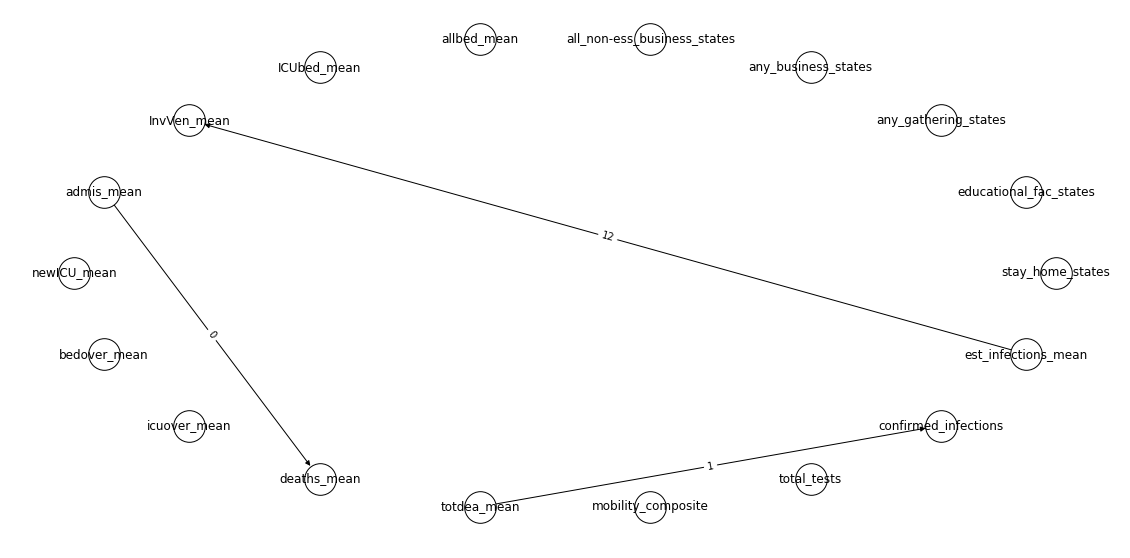 allbed_mean
all_non-ess_business_states
ICUbed_mean
any_business_states
InvVen_mean
any_gathering_states
admis_mean
educational_fac_states
12
newICU_mean
stay_home_states
0
bedover_mean
est_infections_mean
icuover_mean
confirmed_infections
1
deaths_mean
total_tests
totdea_mean
mobility_composite